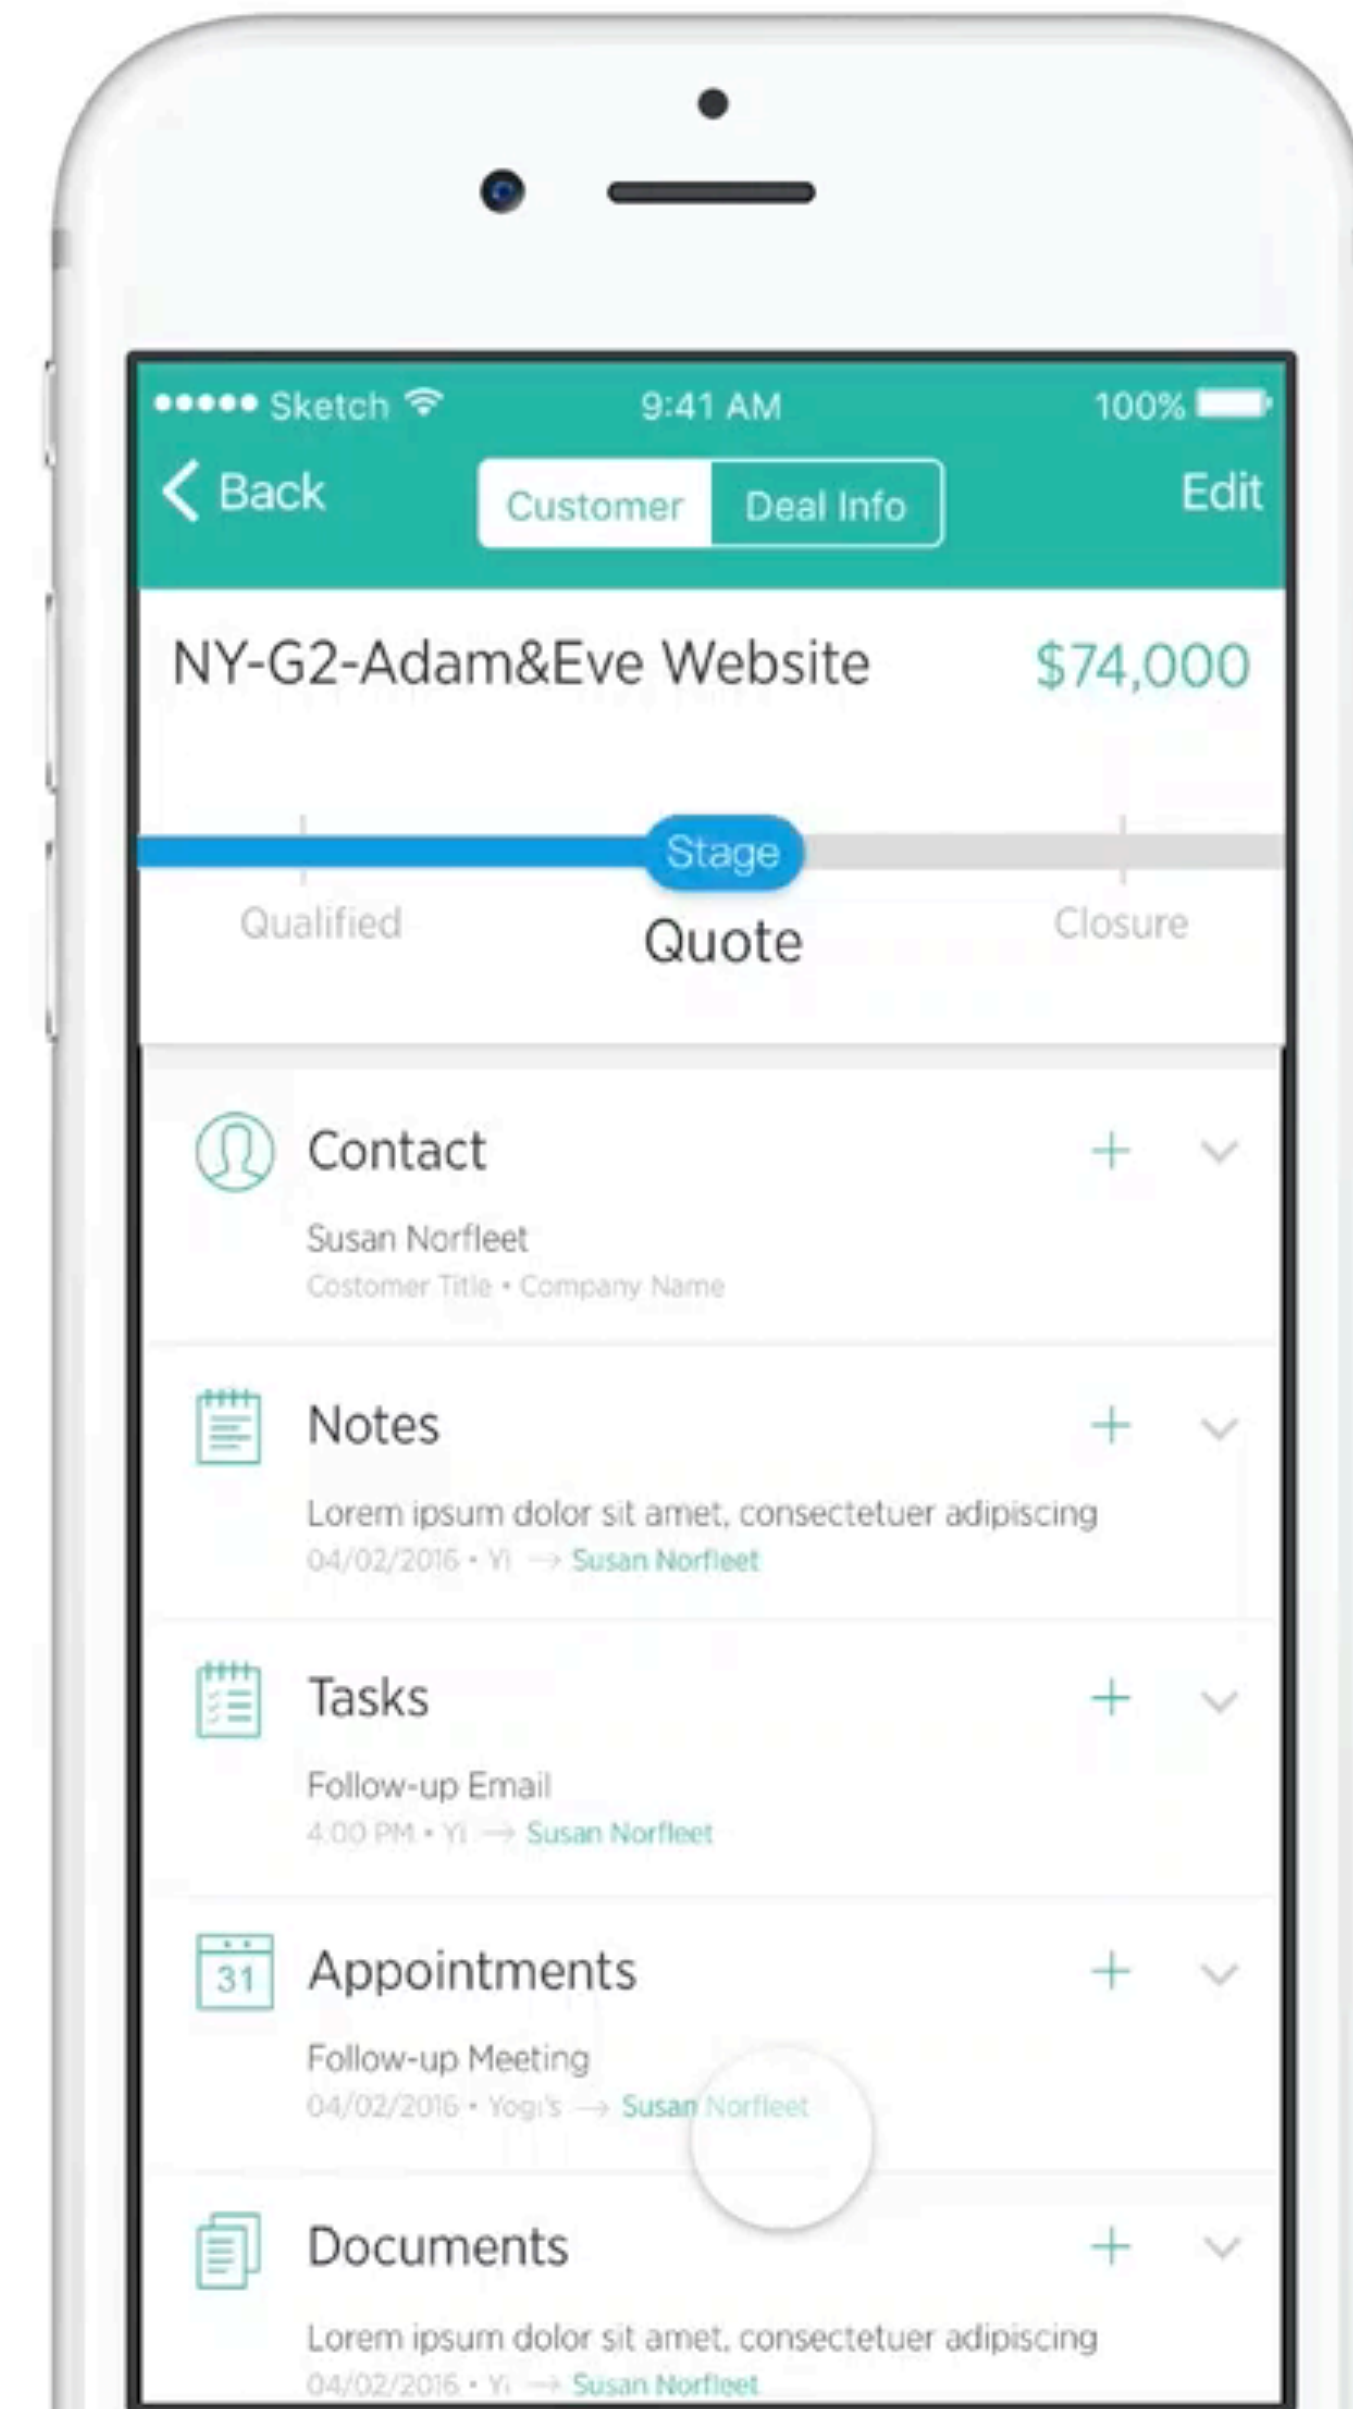 Sketch 9:41 AM 100%
Back Customer Deal Info Edit
NY-G2-Adam&Eve Website $74,000
Stage
Qualified Quote Closure
Contact +
Susan Norfleet
Costomer Title • Company Name
Notes +
Lorem ipsum dolor sit amet, consectetuer adipiscing
04/02/2016 • Yi → Susan Norfleet
Tasks +
Follow-up Email
4:00 PM • Yi → Susan Norfleet
31 Appointments +
Follow-up Meeting
04/02/2016 • Yogi's → Susan Norfleet
Documents +
Lorem ipsum dolor sit amet, consectetuer adipiscing
04/02/2016 • Yi → Susan Norfleet